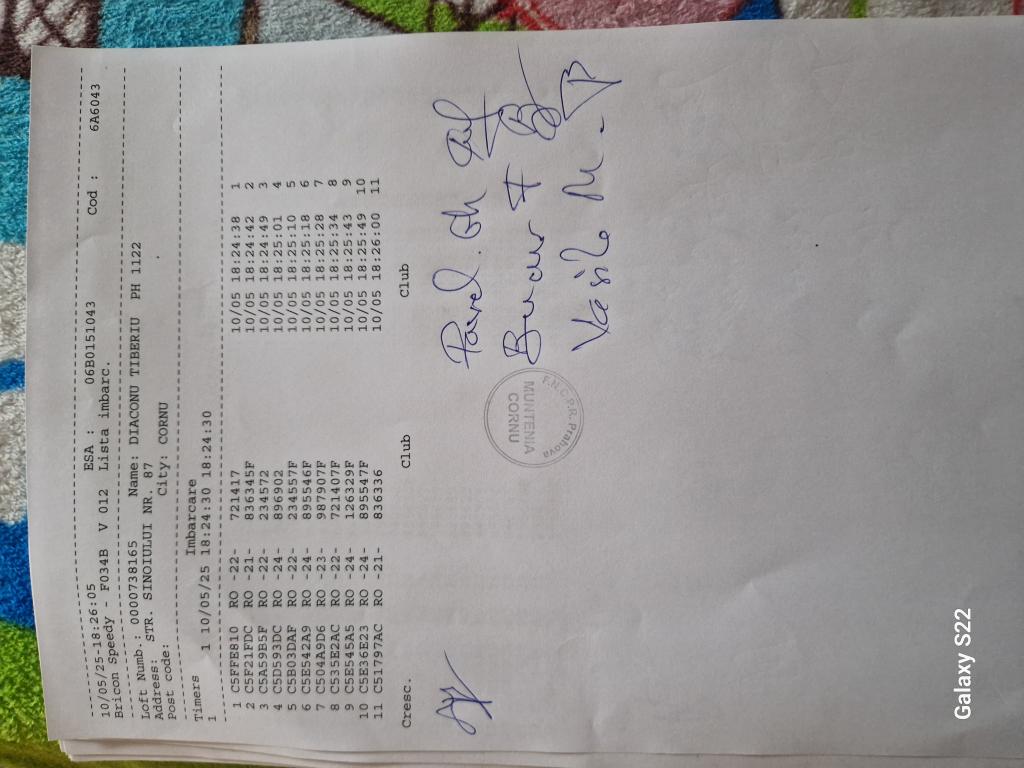 10/05/25-18:26:05 ESA : 06B0151043 Cod : 6A6043
Bricon Speedy - F034B V 012 Lista imbarc.
Loft Numb.: 0000738165 Name: DIACONU TIBERIU PH 1122
Address: STR. SINOIULUI NR. 87
Post code: City: CORNU
Timers Imbarcare
1 1 10/05/25 18:24:30 18:24:30
1 C5FFE810 RO -22- 721417 10/05 18:24:38 1
2 C5F21FDC RO -21- 836345F 10/05 18:24:42 2
3 C5A59B5F RO -22- 234572 10/05 18:24:49 3
4 C5D593DC RO -24- 896902 10/05 18:25:01 4
5 C5B03DAF RO -22- 234557F 10/05 18:25:10 5
6 C5E542A9 RO -24- 895546F 10/05 18:25:18 6
7 C504A9D6 RO -23- 987907F 10/05 18:25:28 7
8 C535E2AC RO -22- 721407F 10/05 18:25:34 8
9 C5E545A5 RO -24- 126329F 10/05 18:25:43 9
10 C5E36E23 RO -24- 895547F 10/05 18:25:49 10
11 C51797AC RO -21- 836336 10/05 18:26:00 11
Cresc. Club Club
Pavel. Gh
Bucur F
Vasile M.
F.N.C.P.R. Prahova
MUNTENIA
CORNU
Galaxy S22